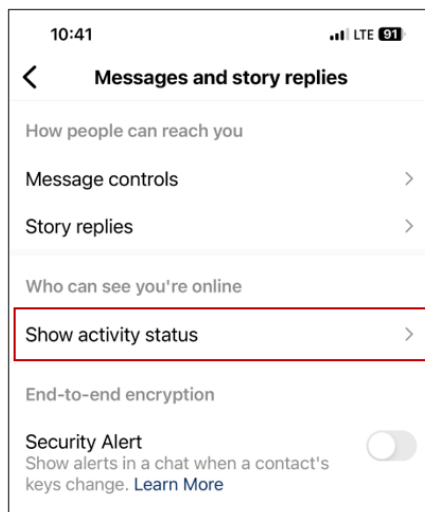 10:41 LTE 91
Messages and story replies
How people can reach you
Message controls
Story replies
Who can see you're online
Show activity status
End-to-end encryption
Security Alert
Show alerts in a chat when a contact's
keys change. Learn More